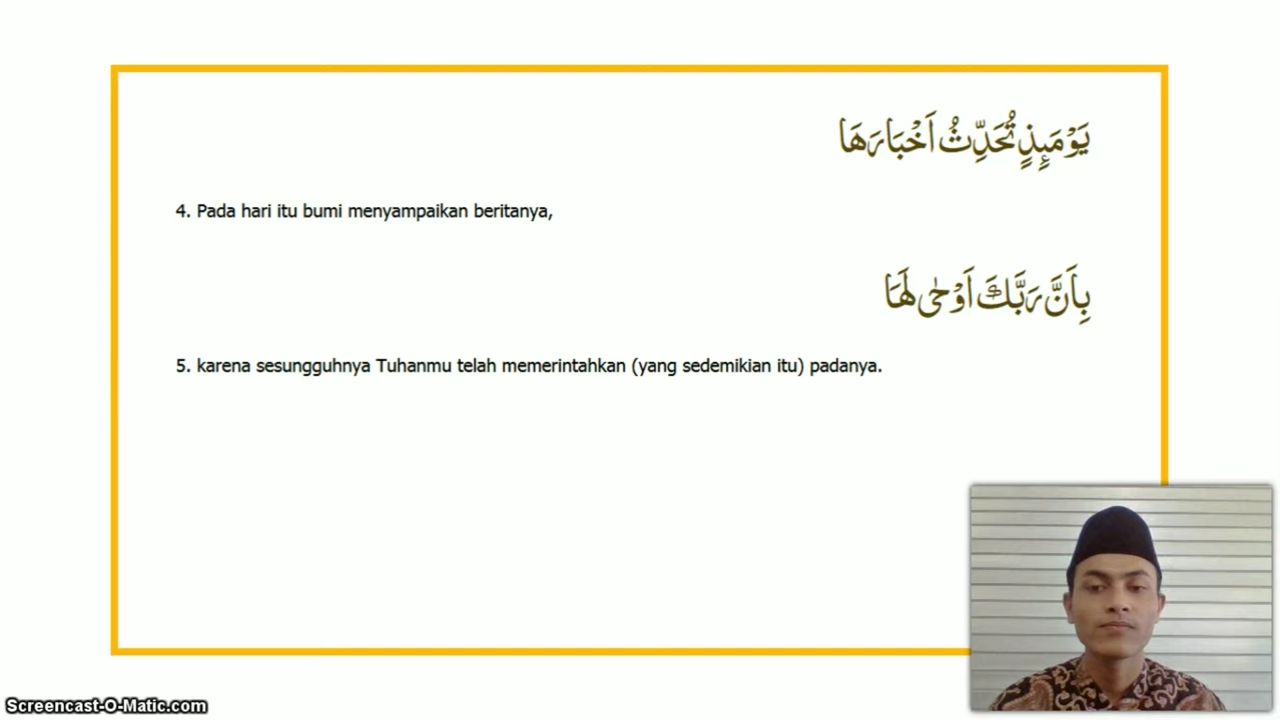 يَوْمَىِٕذٍ تُحَدِّثُ اَخْبَارَهَا
4. Pada hari itu bumi menyampaikan beritanya,
بِاَنَّ رَبَّكَ اَوْحٰى لَهَا
5. karena sesungguhnya Tuhanmu telah memerintahkan (yang sedemikian itu) padanya.
Screencast-O-Matic.com